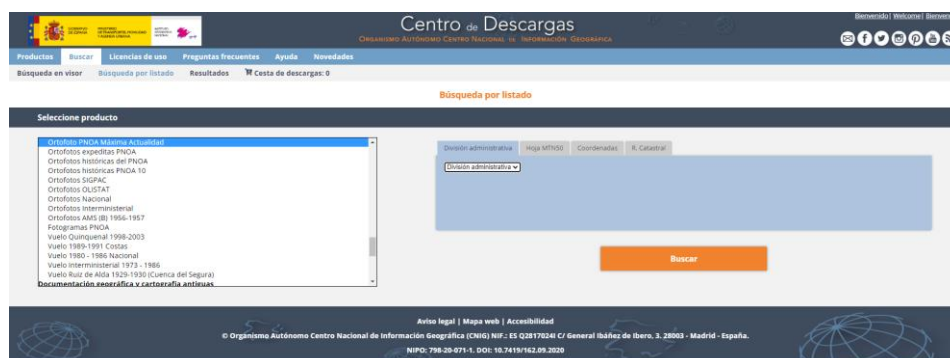 Centro de Descargas
ORGANISMO AUTÓNOMO CENTRO NACIONAL DE INFORMACIÓN GEOGRÁFICA
Bienvenido| Welcome| Bienven
Productos Buscar Licencias de uso Preguntas frecuentes Ayuda Novedades
Búsqueda en visor Búsqueda por listado Resultados Cesta de descargas: 0
Búsqueda por listado
Seleccione producto
Ortofoto PNOA Máxima Actualidad
Ortofotos expeditas PNOA
Ortofotos históricas del PNOA
Ortofotos históricas PNOA 10
Ortofotos SIGPAC
Ortofotos OLISTAT
Ortofotos Nacional
Ortofotos Interministerial
Ortofotos AMS (B) 1956-1957
Fotogramas PNOA
Vuelo Quinquenal 1998-2003
Vuelo 1989-1991 Costas
Vuelo 1980 - 1986 Nacional
Vuelo Interministerial 1973 - 1986
Vuelo Ruiz de Alda 1929-1930 (Cuenca del Segura)
Documentación geográfica y cartografía antiguas
División administrativa Hoja MTN50 Coordenadas R. Catastral
División administrativa
Buscar
Aviso legal | Mapa web | Accesibilidad
© Organismo Autónomo Centro Nacional de Información Geográfica (CNIG) NIF.: ES Q2817024I C/ General Ibáñez de Ibero, 3. 28003 - Madrid - España.
NIPO: 798-20-071-1. DOI: 10.7419/162.09.2020